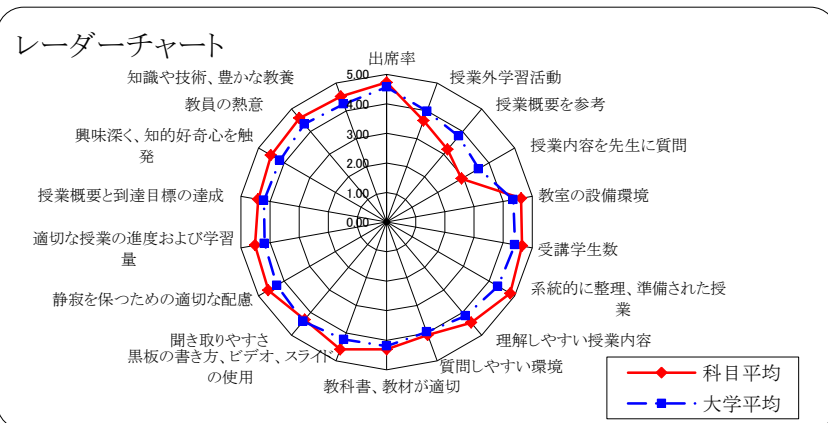 レーダーチャート
出席率
授業外学習活動
授業概要を参考
授業内容を先生に質問
教室の設備環境
受講学生数
系統的に整理、準備された授
業
理解しやすい授業内容
質問しやすい環境
教科書、教材が適切
黒板の書き方、ビデオ、スライド
の使用
聞き取りやすさ
静寂を保つための適切な配慮
適切な授業の進度および学習
量
授業概要と到達目標の達成
興味深く、知的好奇心を触
発
教員の熱意
知識や技術、豊かな教養
5.00
4.00
3.00
2.00
1.00
0.00
科目平均
大学平均